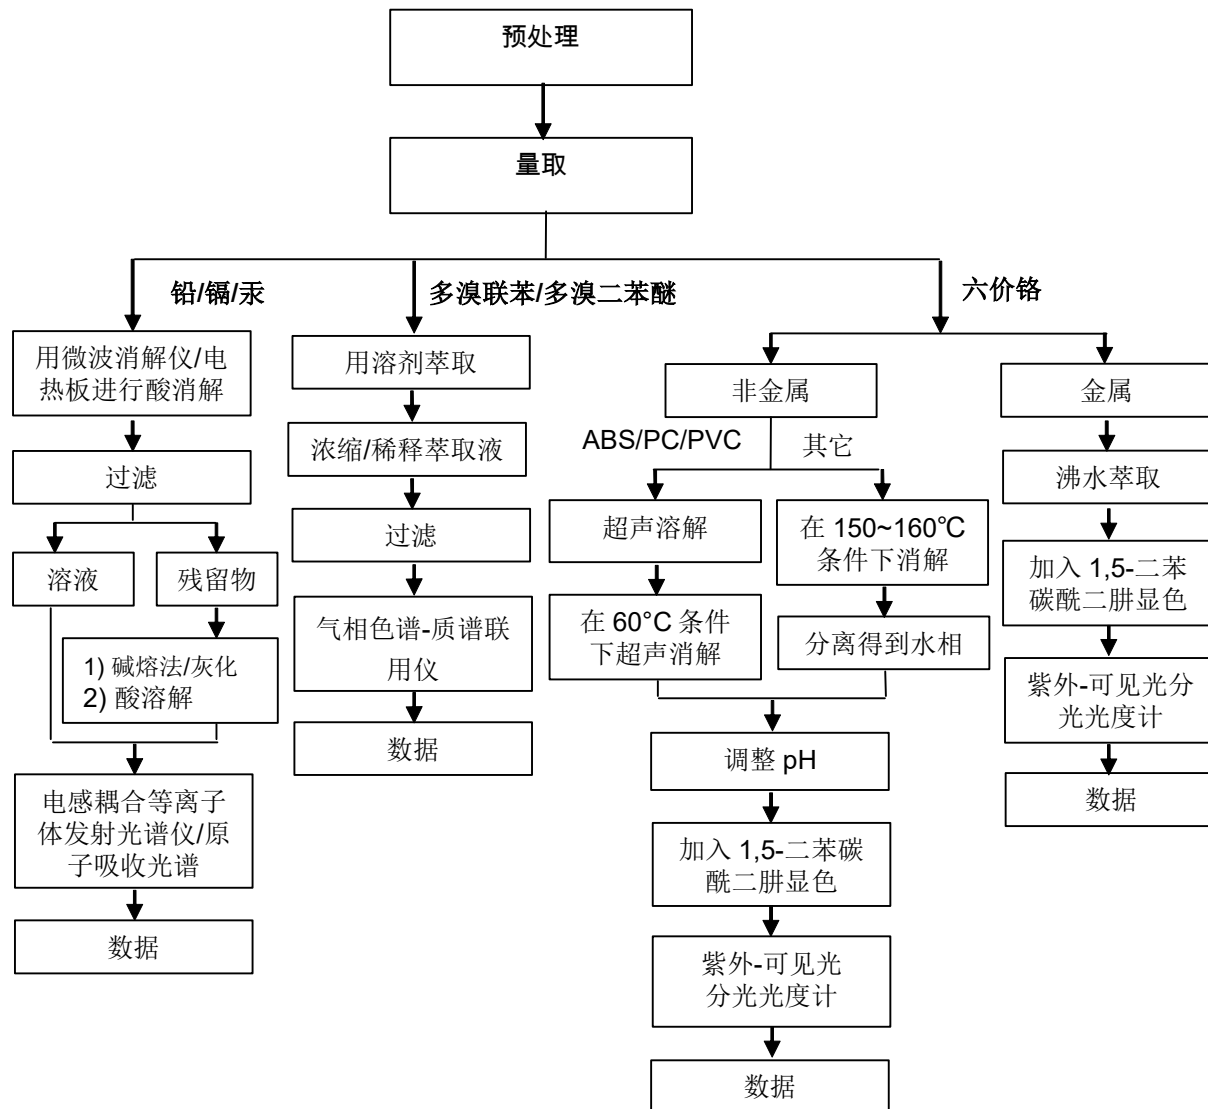 预处理
量取
铅/镉/汞
多溴联苯/多溴二苯醚
六价铬
用微波消解仪/电
热板进行酸消解
过滤
溶液
残留物
1) 碱熔法/灰化
2) 酸溶解
电感耦合等离子
体发射光谱仪/原
子吸收光谱
数据
用溶剂萃取
浓缩/稀释萃取液
过滤
气相色谱-质谱联
用仪
数据
非金属
ABS/PC/PVC
其它
超声溶解
在 60°C 条件
下超声消解
在 150~160℃
条件下消解
分离得到水相
调整 pH
加入 1,5-二苯碳
酰二肼显色
紫外-可见光
分光光度计
数据
金属
沸水萃取
加入 1,5-二苯
碳酰二肼显色
紫外-可见光分
光光度计
数据